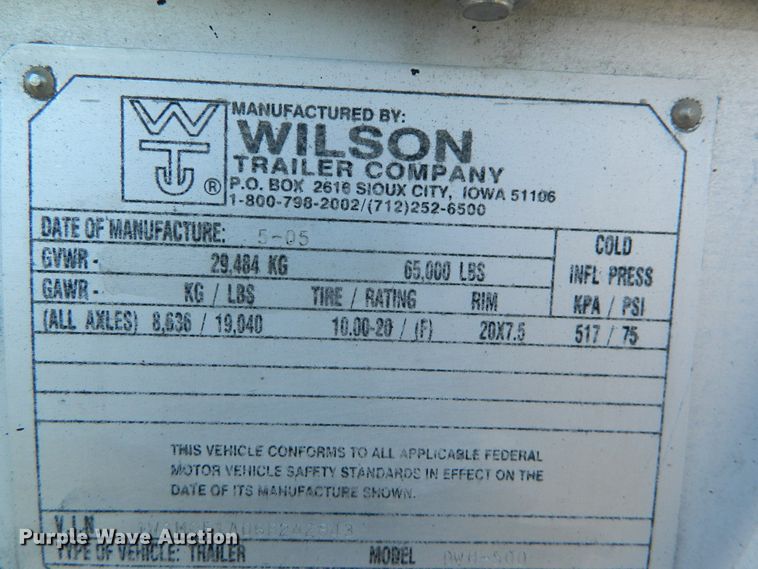 WTC ®
MANUFACTURED BY:
WILSON
TRAILER COMPANY
P.O. BOX 2616 SIOUX CITY, IOWA 51106
1-800-798-2002/(712)252-6500
DATE OF MANUFACTURE: 5-05
COLD
GVWR- 29,484 KG 65,000 LBS
INFL PRESS
GAWR- KG / LBS TIRE / RATING RIM KPA / PSI
(ALL AXLES) 8,636 / 19,040 10.00-20 / (F) 20X7.5 517 / 75
THIS VEHICLE CONFORMS TO ALL APPLICABLE FEDERAL
MOTOR VEHICLE SAFETY STANDARDS IN EFFECT ON THE
DATE OF ITS MANUFACTURE SHOWN.
V.I.N.
TYPE OF VEHICLE: TRAILER MODEL
Purple Wave Auction